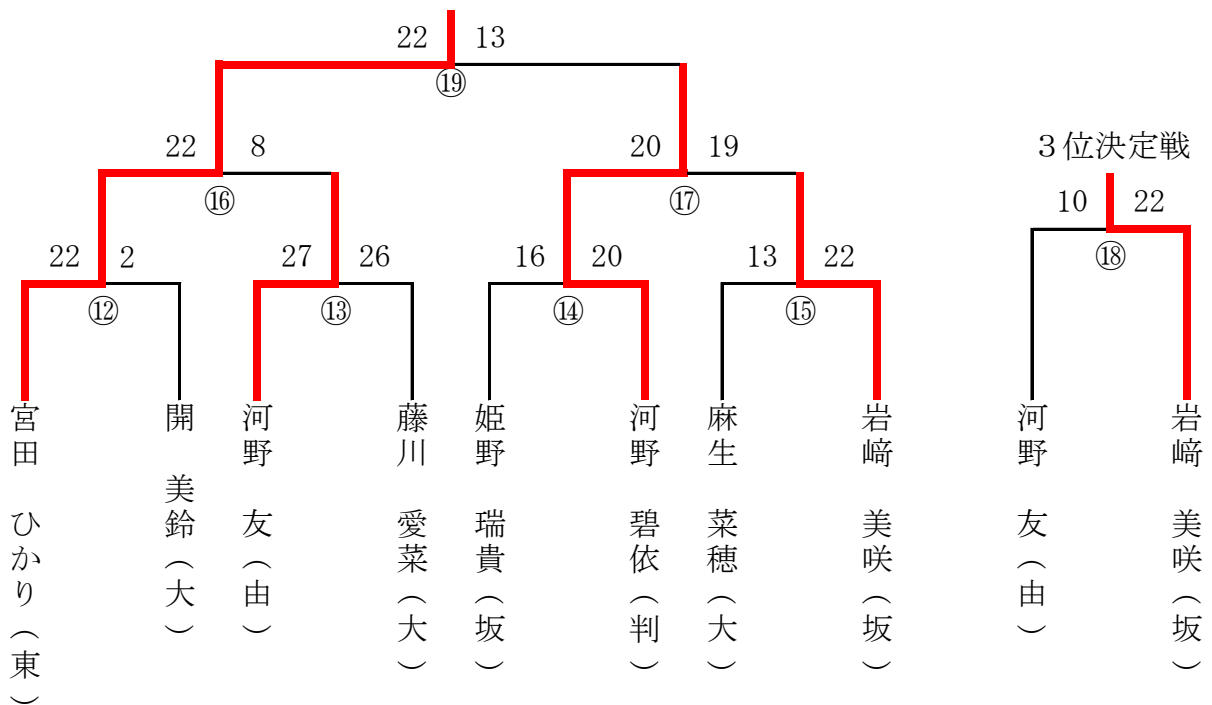 22 13
⑲
22 8
20 19
３位決定戦
⑯
⑰
10 22
⑱
22 2
27 26
16 20
13 22
⑫
⑬
⑭
⑮
宮田 ひかり（東）
開 美鈴（大）
河野 友（由）
藤川 愛菜（大）
姫野 瑞貴（坂）
河野 碧依（判）
麻生 菜穂（大）
岩﨑 美咲（坂）
河野 友（由）
岩﨑 美咲（坂）